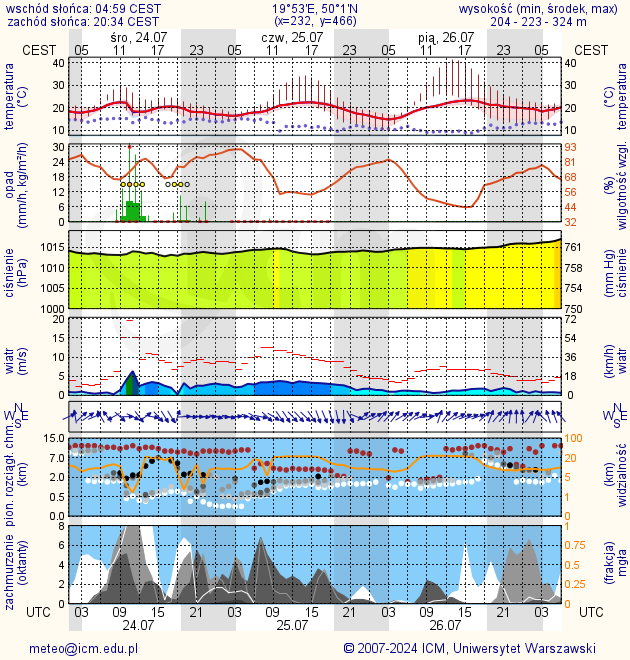 wschód słońca: 04:59 CEST 19°53'E, 50°1'N wysokość (min, środek, max)
zachód słońca: 20:34 CEST (x=232, y=466) 204 - 223 - 324 m
śro, 24.07 czw, 25.07 pią, 26.07
CEST 05 11 17 23 05 11 17 23 05 11 17 23 05 CEST
temperatura (°C)
40 30 20 10
40 30 20 10
(°C) temperatura
opad (mm/h, kg/m²/h)
30 24 18 12 6 0
93 81 68 56 44 32
(%) wilgotność wzgl.
ciśnienie (hPa)
1015 1010 1005 1000
761 758 754 750
(mm Hg) ciśnienie
wiatr (m/s)
20 15 10 5 0
72 54 36 18 0
(km/h) wiatr
N W E S
N W E S
pion. rozciągł. chm. (km)
15.0 7.0 2.0 0.5 0.0
100 20 5 1 0
(km) widzialność
zachmurzenie (oktanty)
8 6 4 2 0
1 0.75 0.5 0.25 0
(frakcja) mgła
UTC 03 09 15 21 03 09 15 21 03 09 15 21 03 UTC
24.07 25.07 26.07
meteo@icm.edu.pl © 2007-2024 ICM, Uniwersytet Warszawski